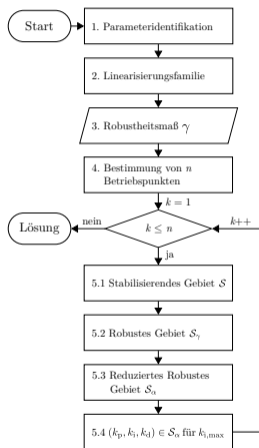 Start
1. Parameteridentifikation
2. Linearisierungsfamilie
3. Robustheitsmaß γ
4. Bestimmung von n
Betriebspunkten
k = 1
Lösung
nein
k ≤ n
k++
ja
5.1 Stabilisierendes Gebiet S
5.2 Robustes Gebiet Sγ
5.3 Reduziertes Robustes
Gebiet Sα
5.4 (kp, ki, kd) ∈ Sα für ki,max